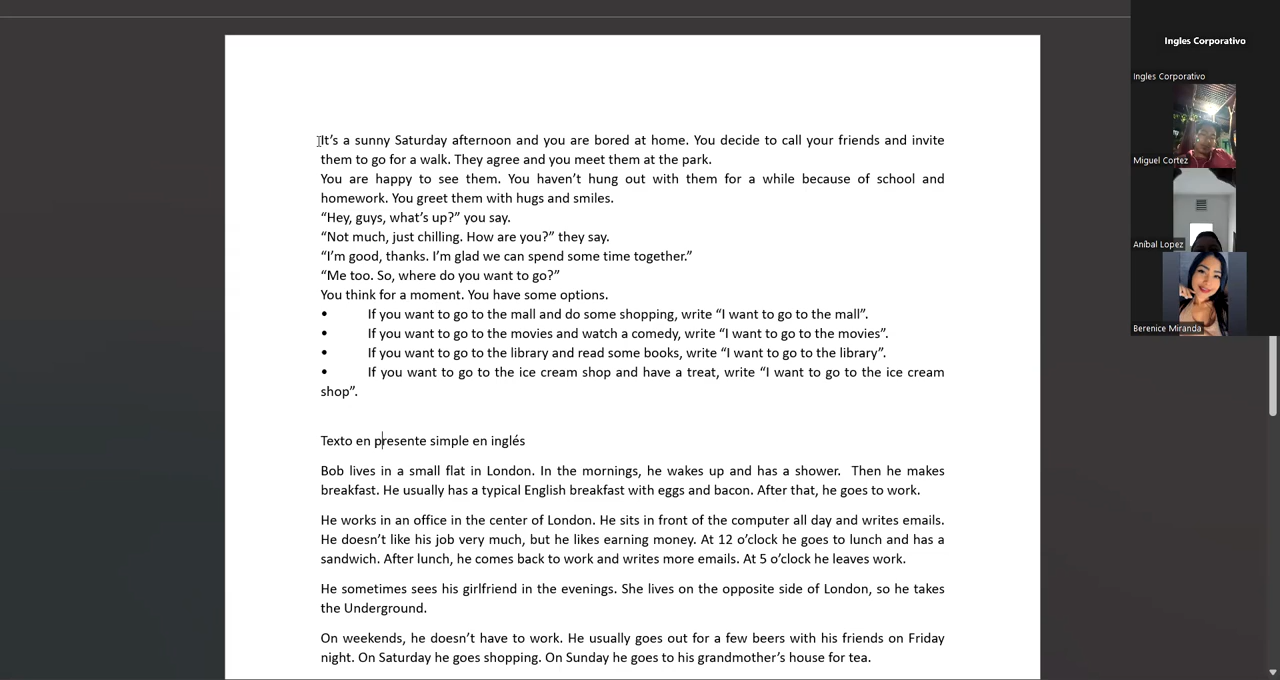 Ingles Corporativo
Ingles Corporativo
Miguel Cortez
Aníbal Lopez
Berenice Miranda
It’s a sunny Saturday afternoon and you are bored at home. You decide to call your friends and invite
them to go for a walk. They agree and you meet them at the park.
You are happy to see them. You haven’t hung out with them for a while because of school and
homework. You greet them with hugs and smiles.
“Hey, guys, what’s up?” you say.
“Not much, just chilling. How are you?” they say.
“I’m good, thanks. I’m glad we can spend some time together.”
“Me too. So, where do you want to go?”
You think for a moment. You have some options.
• If you want to go to the mall and do some shopping, write “I want to go to the mall”.
• If you want to go to the movies and watch a comedy, write “I want to go to the movies”.
• If you want to go to the library and read some books, write “I want to go to the library”.
• If you want to go to the ice cream shop and have a treat, write “I want to go to the ice cream
shop”.
Texto en presente simple en inglés
Bob lives in a small flat in London. In the mornings, he wakes up and has a shower. Then he makes
breakfast. He usually has a typical English breakfast with eggs and bacon. After that, he goes to work.
He works in an office in the center of London. He sits in front of the computer all day and writes emails.
He doesn’t like his job very much, but he likes earning money. At 12 o’clock he goes to lunch and has a
sandwich. After lunch, he comes back to work and writes more emails. At 5 o’clock he leaves work.
He sometimes sees his girlfriend in the evenings. She lives on the opposite side of London, so he takes
the Underground.
On weekends, he doesn’t have to work. He usually goes out for a few beers with his friends on Friday
night. On Saturday he goes shopping. On Sunday he goes to his grandmother’s house for tea.